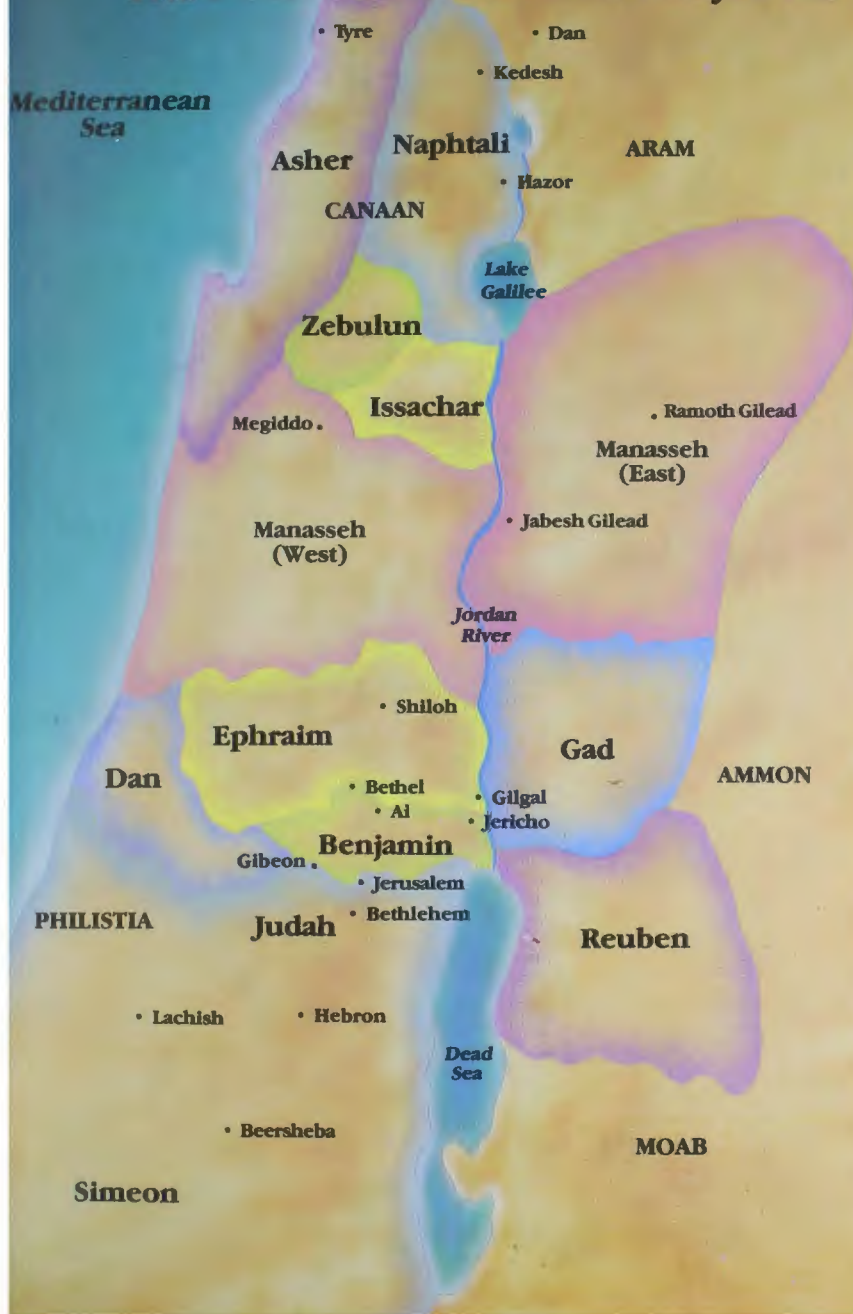 Tyre
Dan
Kedesh
Mediterranean
Sea
Naphtali
ARAM
Asher
Hazor
CANAAN
Lake
Galilee
Zebulun
Issachar
Ramoth Gilead
Megiddo
Manasseh
(East)
Jabesh Gilead
Manasseh
(West)
Jordan
River
Shiloh
Ephraim
Gad
Dan
AMMON
Bethel
Gilgal
Ai
Jericho
Benjamin
Gibeon
Jerusalem
PHILISTIA
Judah
Bethlehem
Reuben
Lachish
Hebron
Dead
Sea
Beersheba
MOAB
Simeon